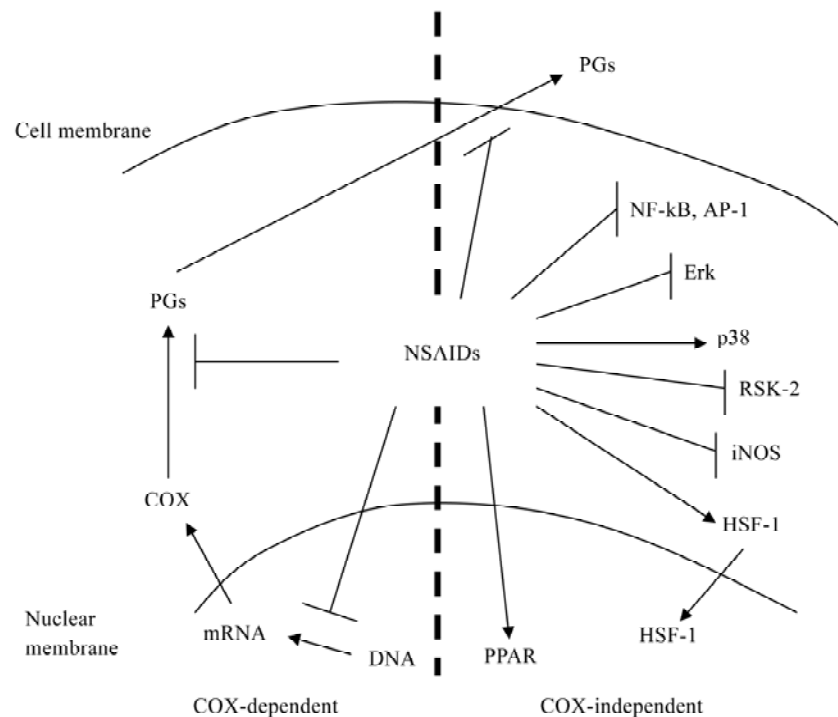 PGs
Cell membrane
NF-kB, AP-1
Erk
PGs
p38
NSAIDs
RSK-2
iNOS
COX
HSF-1
Nuclear
membrane
mRNA
DNA
PPAR
HSF-1
COX-dependent
COX-independent